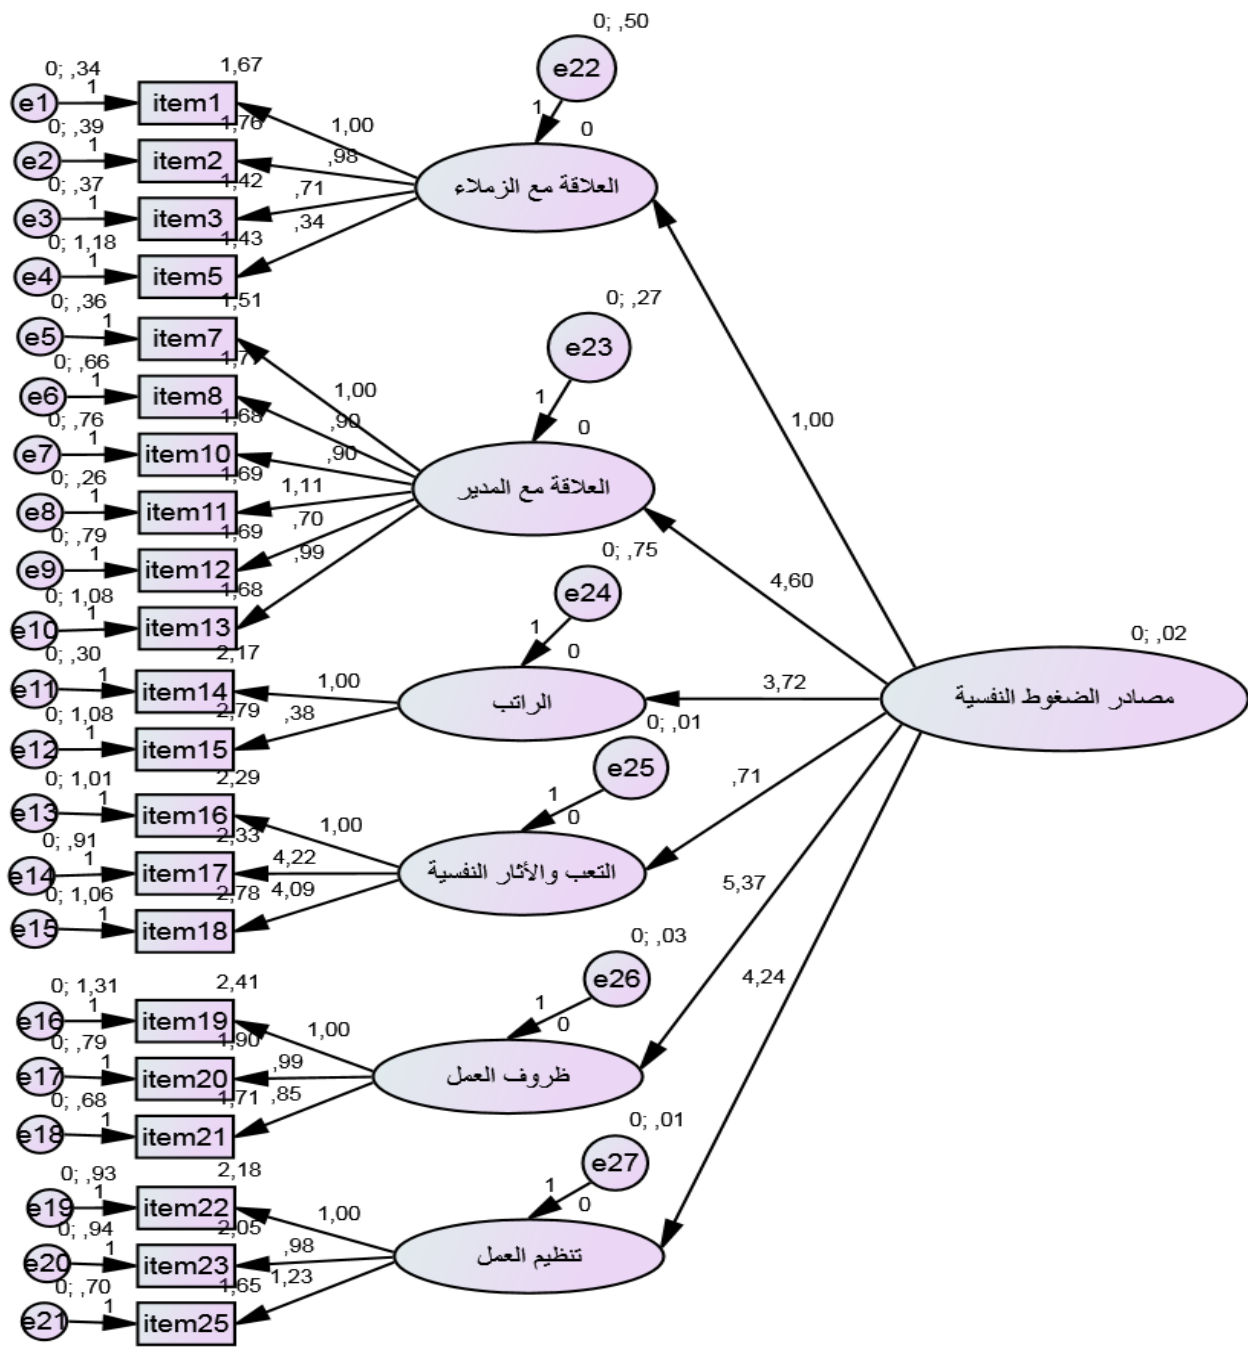 0; ,50
e22
1
0
0; ,34
e1
1
1,67
item1
1,00
0; ,39
e2
1
1,76
item2
,98
العلاقة مع الزملاء
0; ,37
e3
1
1,42
item3
,71
0; 1,18
e4
1
1,43
item5
,34
1,00
0; ,27
e23
1
0
0; ,36
e5
1
1,51
item7
1,00
0; ,66
e6
1
item8
,90
0; ,76
e7
1
1,68
item10
,90
العلاقة مع المدير
0; ,26
e8
1
1,69
item11
1,11
0; ,79
e9
1
1,69
item12
,70
0; 1,08
e10
1
1,68
item13
,99
4,60
0; ,75
e24
1
0
0; ,30
e11
1
2,17
item14
1,00
الراتب
3,72
0; ,02
مصادر الضغوط النفسية
0; 1,08
e12
1
2,79
item15
,38
0; ,01
e25
1
0
,71
0; 1,01
e13
1
2,29
item16
1,00
0; ,91
e14
1
2,33
item17
4,22
التعب والأثار النفسية
0; 1,06
e15
1
2,78
item18
4,09
5,37
0; ,03
e26
1
0
4,24
0; 1,31
e16
1
2,41
item19
1,00
0; ,79
e17
1
1,90
item20
,99
ظروف العمل
0; ,68
e18
1
1,71
item21
,85
0; ,01
e27
1
0
0; ,93
e19
1
2,18
item22
1,00
0; ,94
e20
1
2,05
item23
,98
تنظيم العمل
0; ,70
e21
1
1,65
item25
1,23